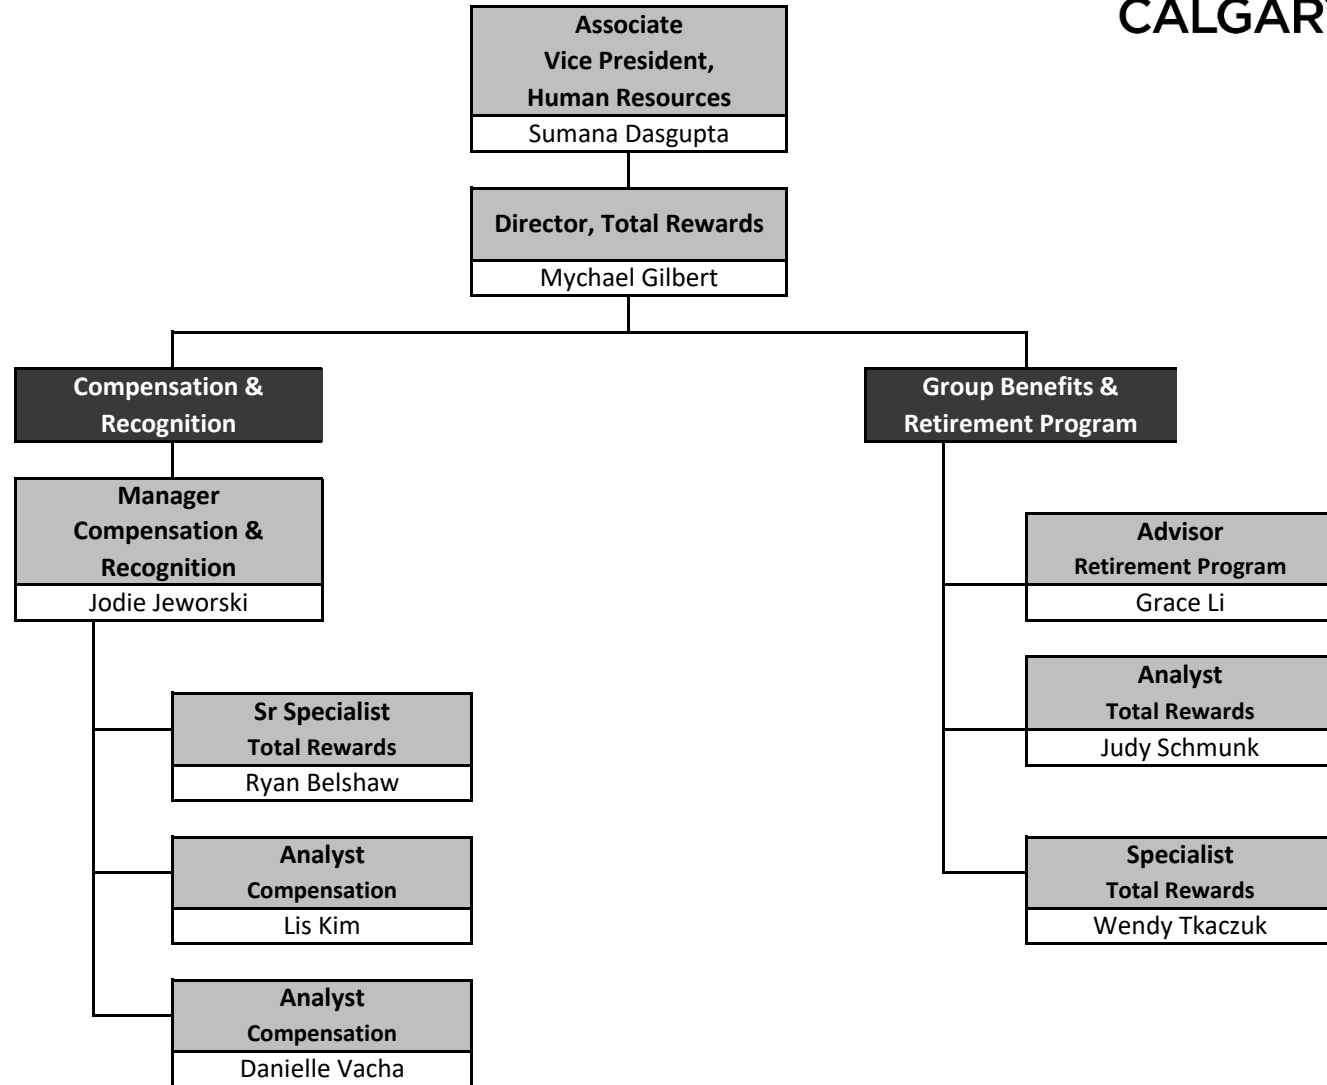 CALGARY
Associate
Vice President,
Human Resources
Sumana Dasgupta
Director, Total Rewards
Mychael Gilbert
Compensation &
Recognition
Manager
Compensation &
Recognition
Jodie Jeworski
Sr Specialist
Total Rewards
Ryan Belshaw
Analyst
Compensation
Lis Kim
Analyst
Compensation
Danielle Vacha
Group Benefits &
Retirement Program
Advisor
Retirement Program
Grace Li
Analyst
Total Rewards
Judy Schmunk
Specialist
Total Rewards
Wendy Tkaczuk